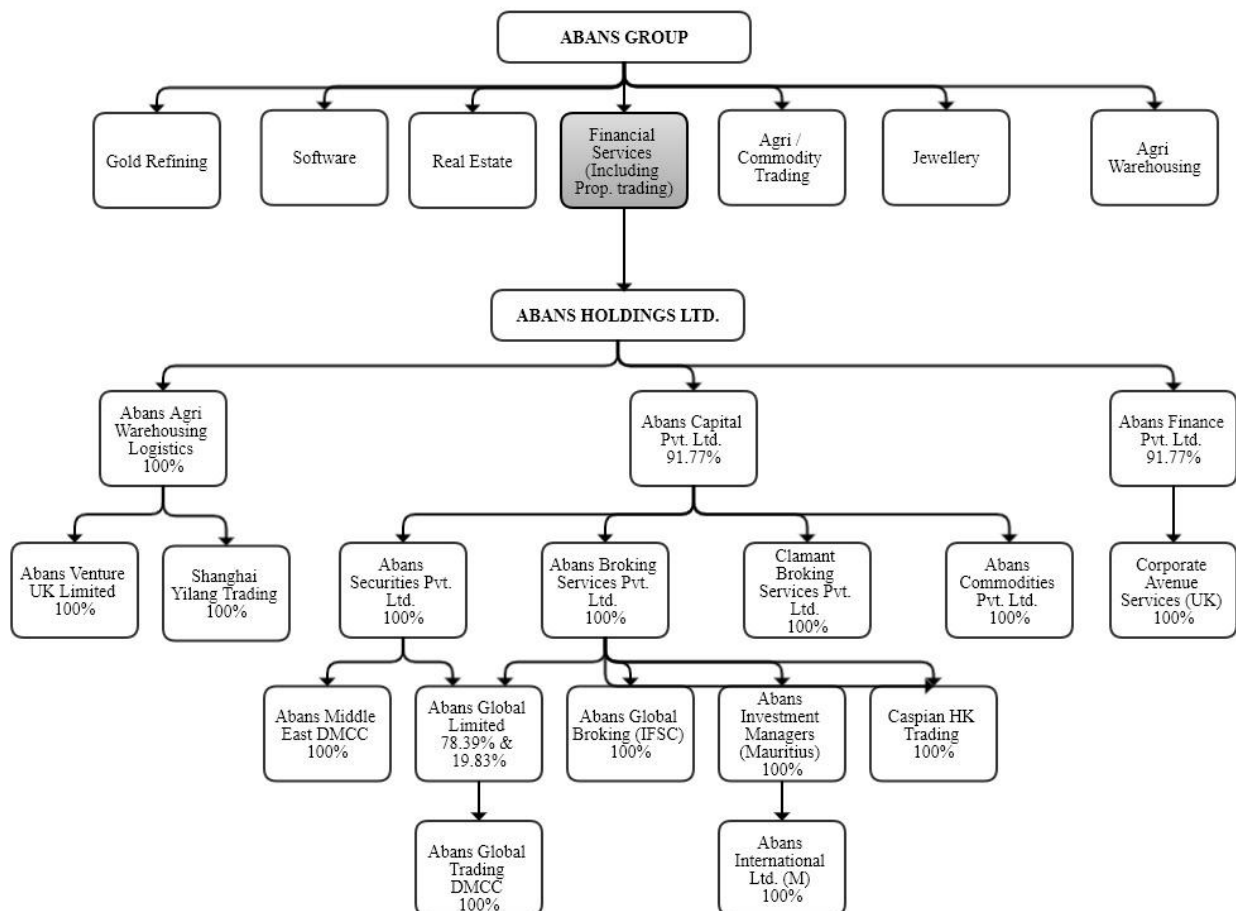 ABANS GROUP
Gold Refining
Software
Real Estate
Financial
Services
(Including
Prop. trading)
Agri /
Commodity
Trading
Jewellery
Agri
Warehousing
ABANS HOLDINGS LTD.
Abans Agri
Warehousing
Logistics
100%
Abans Capital
Pvt. Ltd.
91.77%
Abans Finance
Pvt. Ltd.
91.77%
Abans Venture
UK Limited
100%
Shanghai
Yilang Trading
100%
Abans
Securities Pvt.
Ltd.
100%
Abans Broking
Services Pvt.
Ltd.
100%
Clamant
Broking
Services Pvt.
Ltd.
100%
Abans
Commodities
Pvt. Ltd.
100%
Corporate
Avenue
Services (UK)
100%
Abans Middle
East DMCC
100%
Abans Global
Limited
78.39% &
19.83%
Abans Global
Broking (IFSC)
100%
Abans
Investment
Managers
(Mauritius)
100%
Caspian HK
Trading
100%
Abans Global
Trading
DMCC
100%
Abans
International
Ltd. (M)
100%